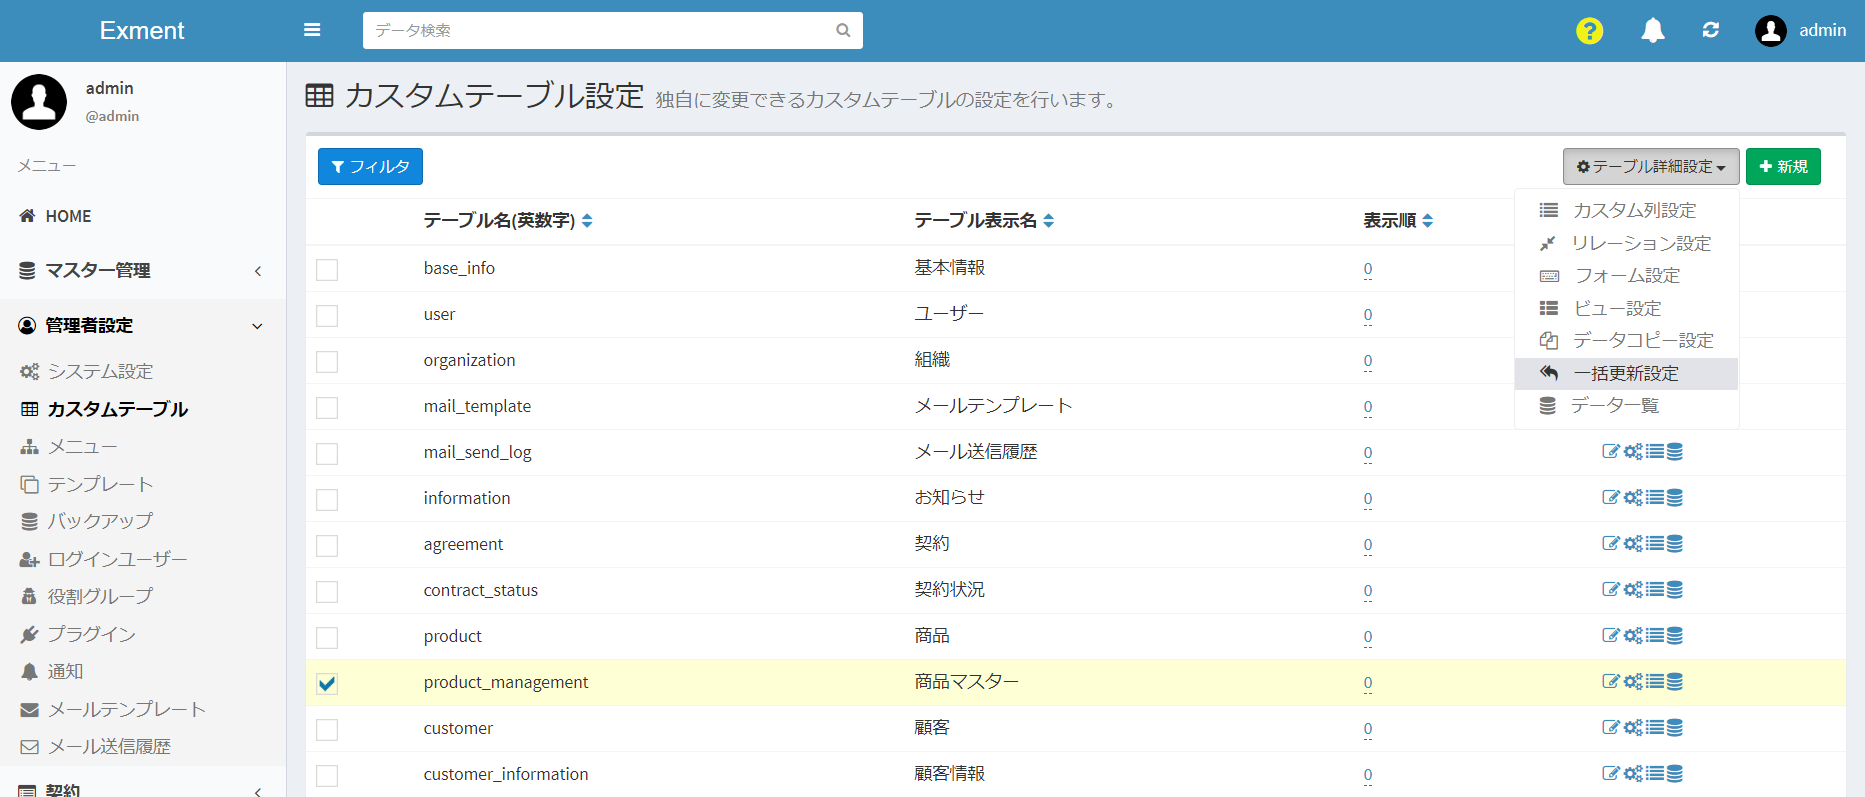 Exment
データ検索
?
admin
admin
@admin
メニュー
HOME
マスター管理
管理者設定
システム設定
カスタムテーブル
メニュー
テンプレート
バックアップ
ログインユーザー
役割グループ
プラグイン
通知
メールテンプレート
メール送信履歴
契約
カスタムテーブル設定 独自に変更できるカスタムテーブルの設定を行います。
フィルタ
テーブル詳細設定
新規
カスタム列設定
リレーション設定
フォーム設定
ビュー設定
データコピー設定
一括更新設定
データ一覧
テーブル名(英数字) テーブル表示名 表示順
base_info 基本情報 0
user ユーザー 0
organization 組織 0
mail_template メールテンプレート 0
mail_send_log メール送信履歴 0
information お知らせ 0
agreement 契約 0
contract_status 契約状況 0
product 商品 0
product_management 商品マスター 0
customer 顧客 0
customer_information 顧客情報 0